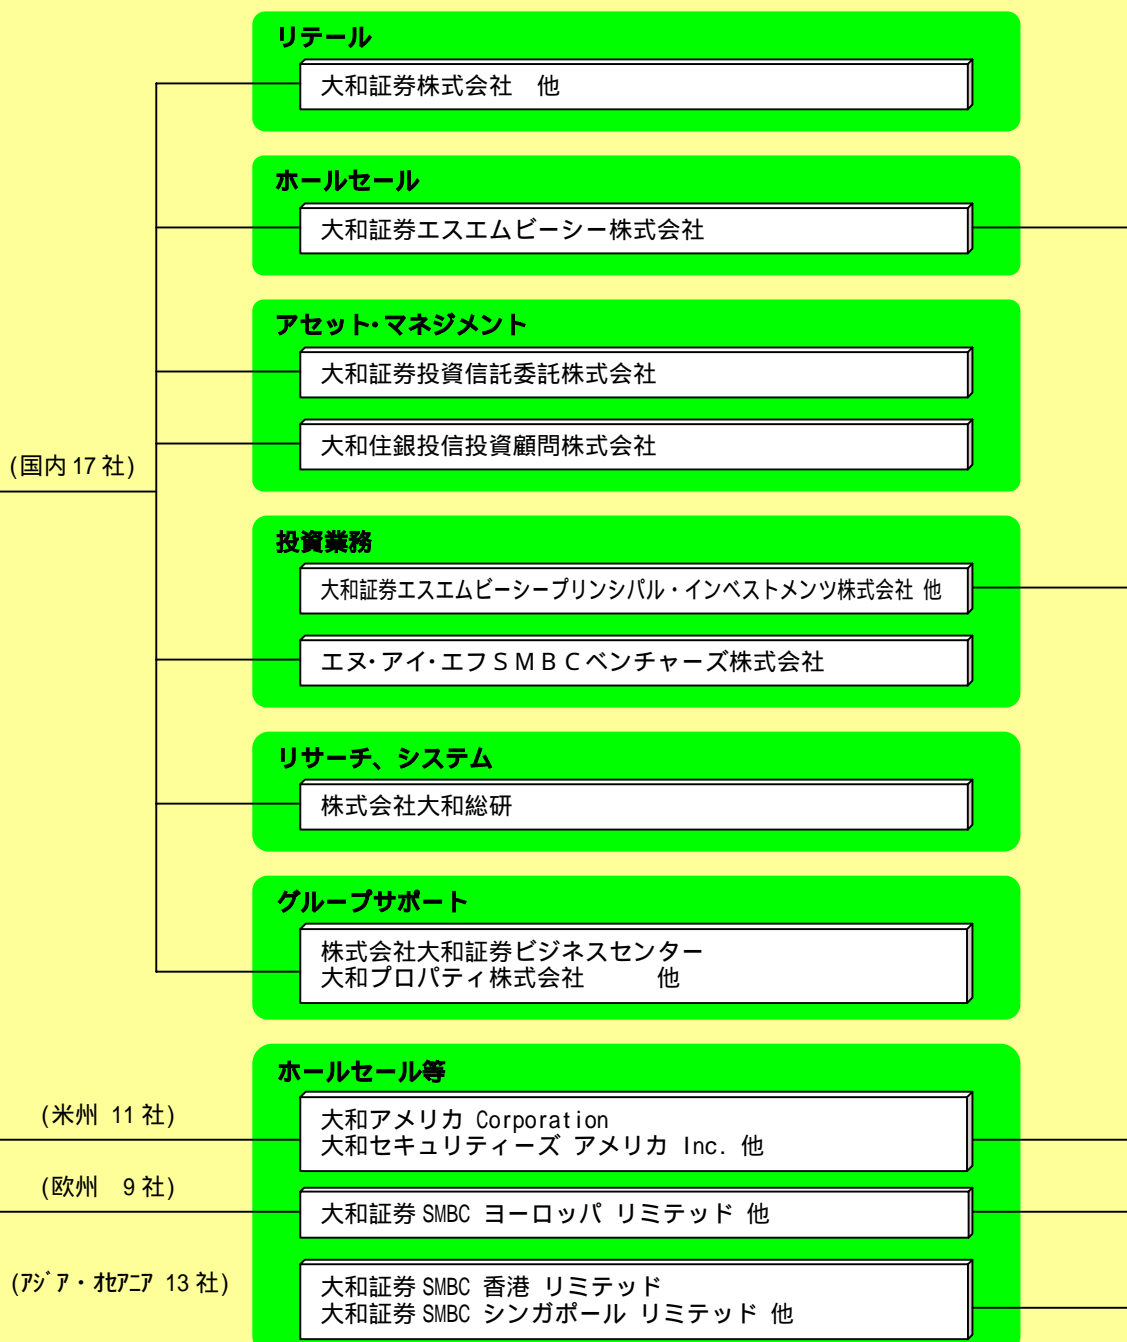 リテール
大和証券株式会社　他
ホールセール
大和証券エスエムビーシー株式会社
アセット・マネジメント
大和証券投資信託委託株式会社
大和住銀投信投資顧問株式会社
(国内 17 社)
投資業務
大和証券エスエムビーシープリンシパル・インベストメンツ株式会社 他
エヌ・アイ・エフＳＭＢＣベンチャーズ株式会社
リサーチ、システム
株式会社大和総研
グループサポート
株式会社大和証券ビジネスセンター
大和プロパティ株式会社　　　他
ホールセール等
(米州 11 社)
大和アメリカ Corporation
大和セキュリティーズ アメリカ Inc. 他
(欧州　9 社)
大和証券 SMBC ヨーロッパ リミテッド 他
(ｱｼﾞｱ・ｵｾｱﾆｱ 13 社)
大和証券 SMBC 香港 リミテッド
大和証券 SMBC シンガポール リミテッド 他